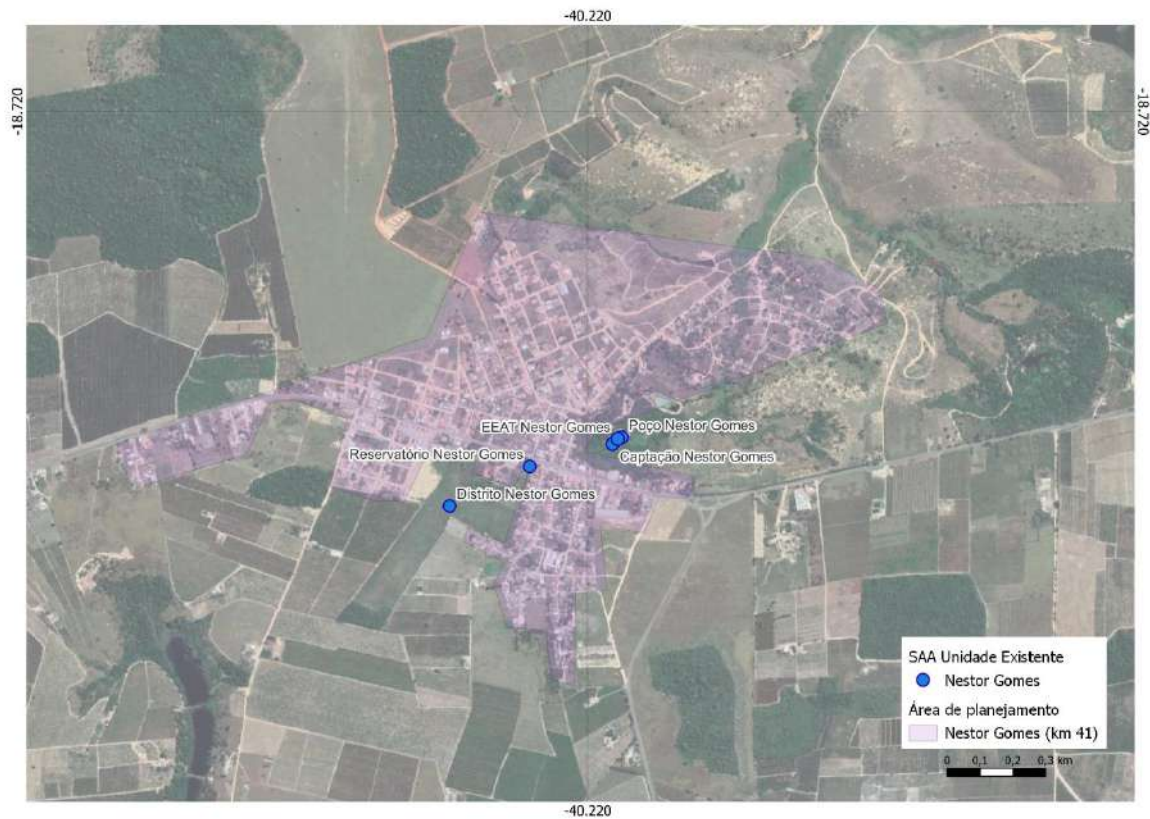 -40.220
-18.720
-18.720
EEAT Nestor Gomes
Poço Nestor Gomes
Reservatório Nestor Gomes
Captação Nestor Gomes
Distrito Nestor Gomes
SAA Unidade Existente
Nestor Gomes
Área de planejamento
Nestor Gomes (km 41)
0 0,1 0,2 0,3 km
-40.220